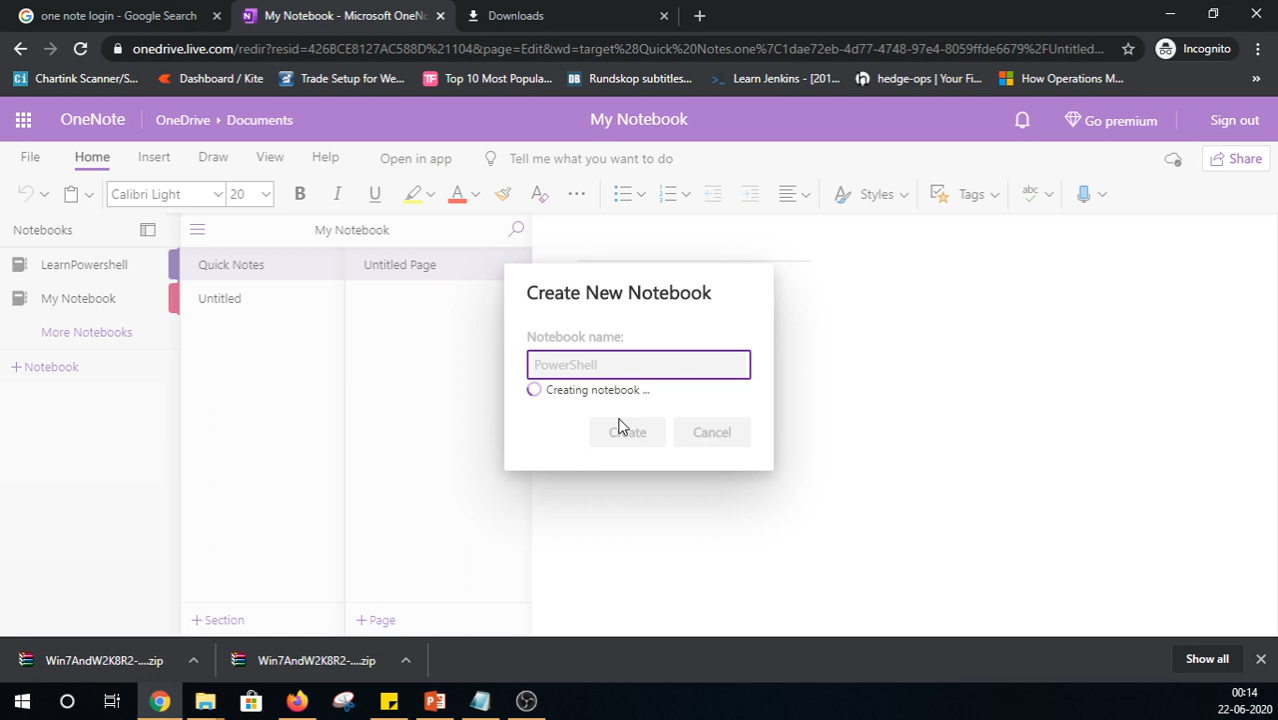 one note login - Google Search
My Notebook - Microsoft OneNo
Downloads
onedrive.live.com/redir?resid=426BCE8127AC588D%21104&page=Edit&wd=target%28Quick%20Notes.one%7C1dae72eb-4d77-4748-97e4-8059ffde6679%2FUntitled...
Incognito
Chartink Scanner/S...
Dashboard / Kite
Trade Setup for We...
Top 10 Most Popula...
Rundskop subtitles...
Learn Jenkins - [201...
hedge-ops | Your Fi...
How Operations M...
OneNote
OneDrive
Documents
My Notebook
Go premium
Sign out
File
Home
Insert
Draw
View
Help
Open in app
Tell me what you want to do
Share
Calibri Light
20
B
I
U
Styles
Tags
Notebooks
My Notebook
LearnPowershell
Quick Notes
Untitled Page
My Notebook
Untitled
More Notebooks
+ Notebook
Create New Notebook
Notebook name:
PowerShell
Creating notebook ...
Create
Cancel
+ Section
+ Page
Win7AndW2K8R2-....zip
Win7AndW2K8R2-....zip
Show all
00:14
22-06-2020